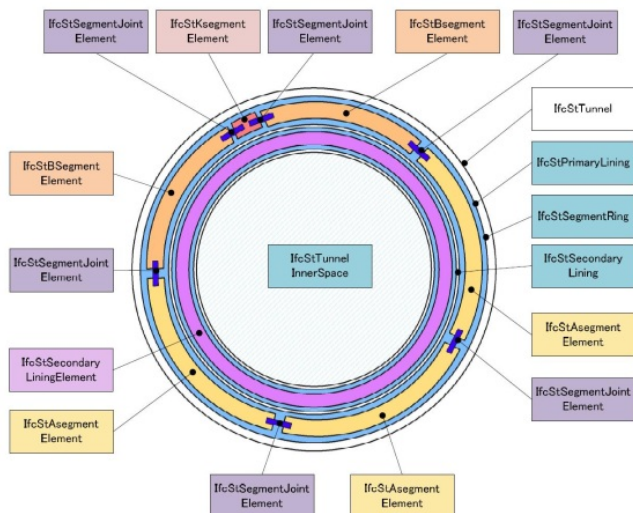 IfcStSegmentJoint
Element
IfcStKsegment
Element
IfcStSegmentJoint
Element
IfcStBsegment
Element
IfcStSegmentJoint
Element
IfcStTunnel
IfcStPrimaryLining
IfcStBSegment
Element
IfcStSegmentRing
IfcStTunnel
InnerSpace
IfcStSecondary
Lining
IfcStSegmentJoint
Element
IfcStAsegment
Element
IfcStSecondary
LiningElement
IfcStSegmentJoint
Element
IfcStAsegment
Element
IfcStSegmentJoint
Element
IfcStAsegment
Element